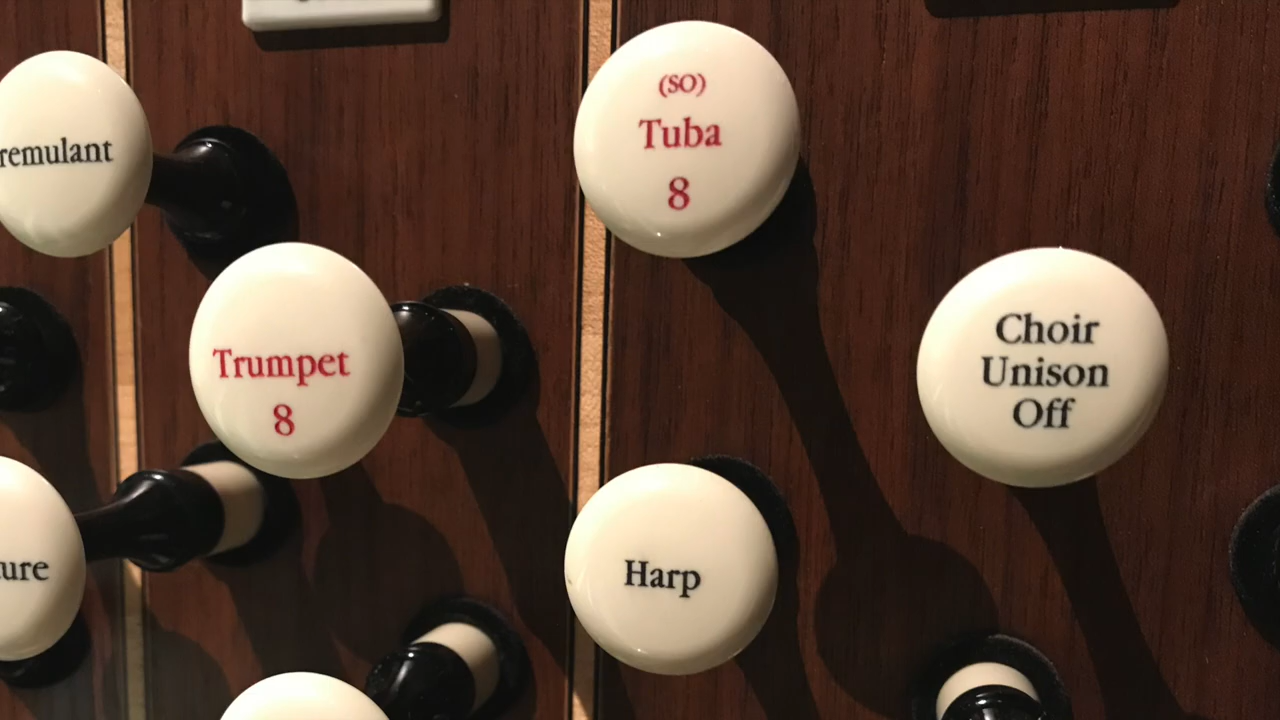 remulant
(SO)
Tuba
8
Trumpet
8
Choir
Unison
Off
ure
Harp